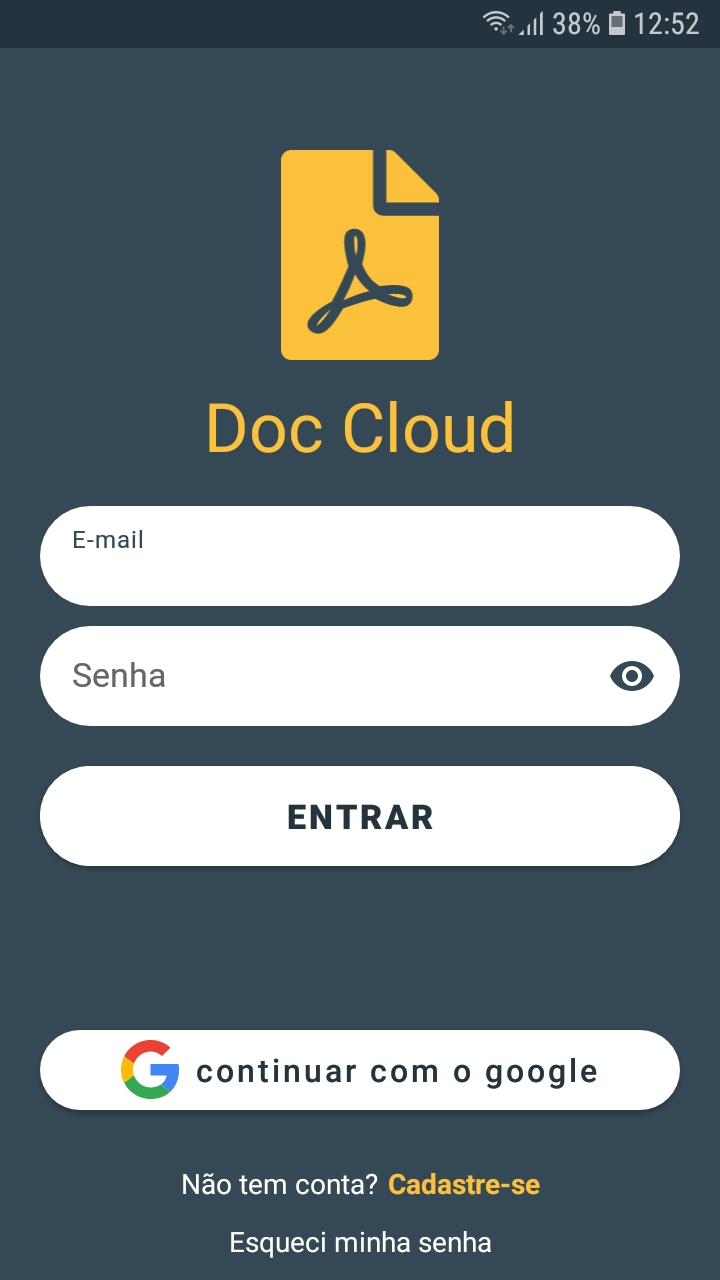 38% 12:52
Doc Cloud
E-mail
Senha
ENTRAR
continuar com o google
Não tem conta? Cadastre-se
Esqueci minha senha